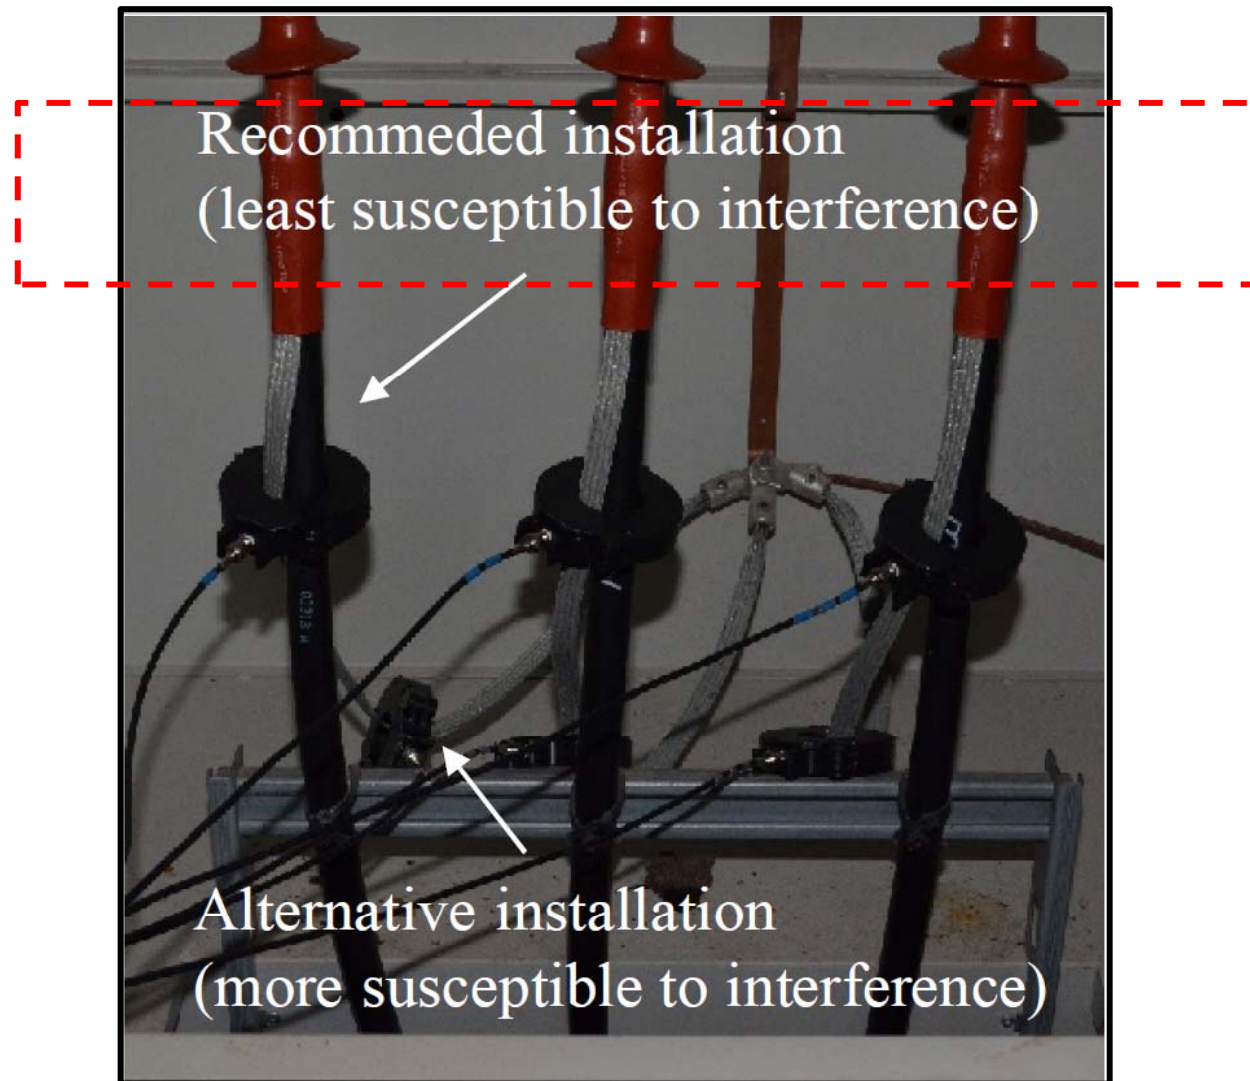 Recommeded installation
(least susceptible to interference)
Alternative installation
(more susceptible to interference)